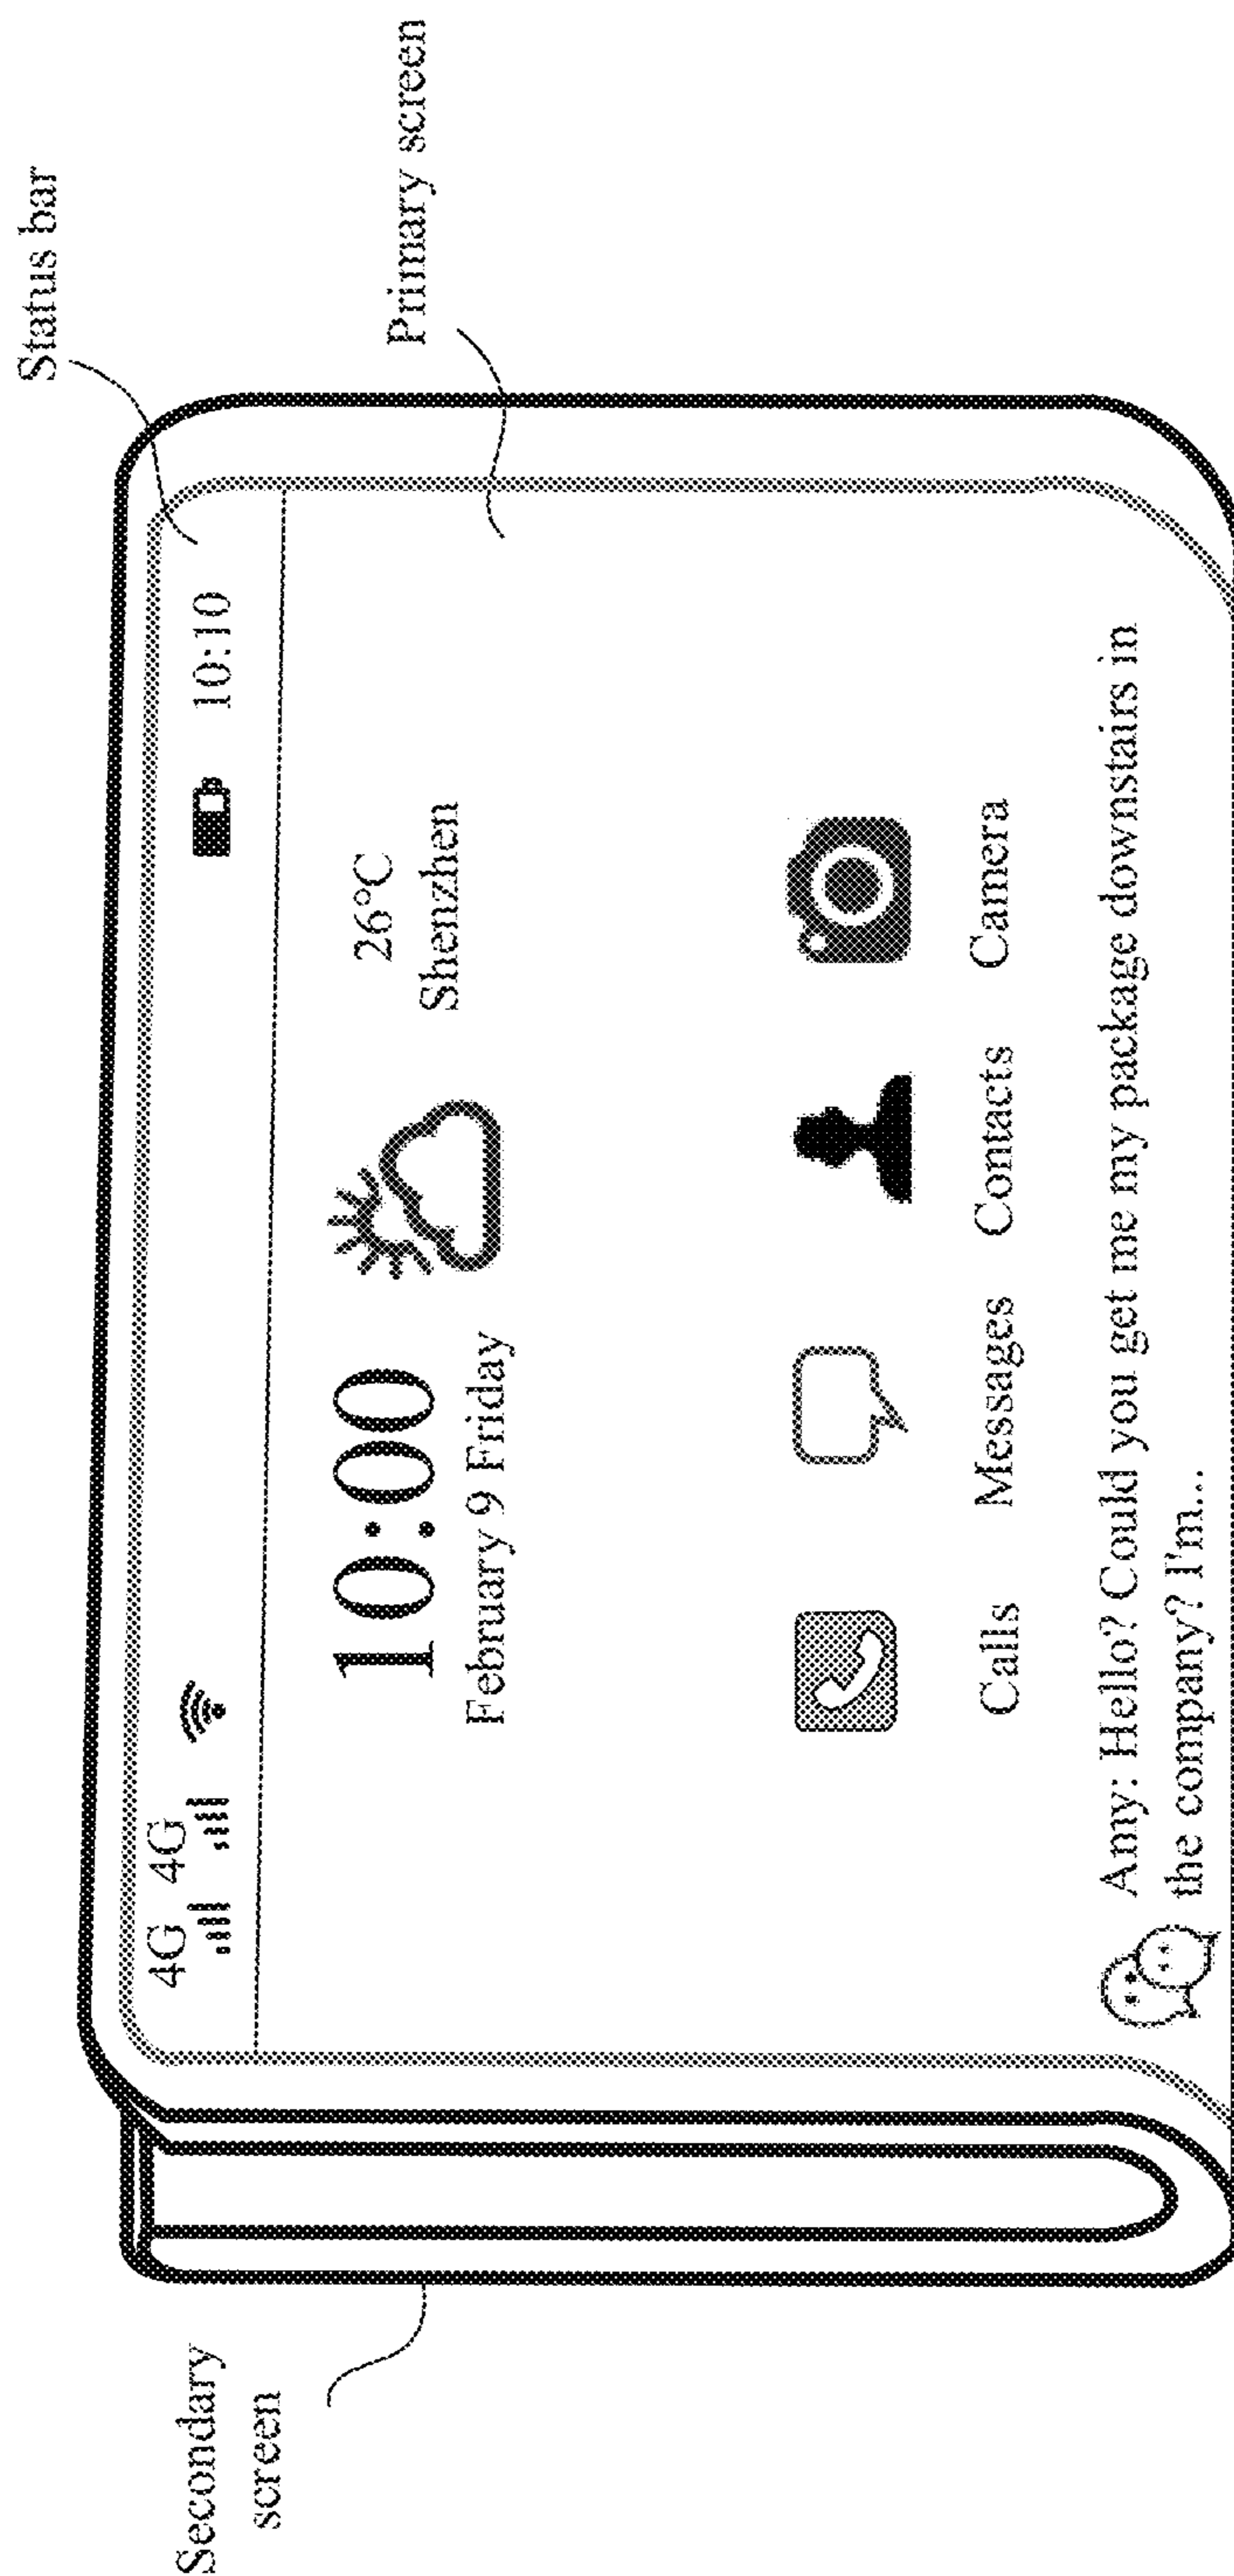 Status bar
Primary screen
Secondary
screen
4G 4G
10:10
10:00
February 9 Friday
26°C
Shenzhen
Calls
Messages
Contacts
Camera
Amy: Hello? Could you get me my package downstairs in
the company? I'm...